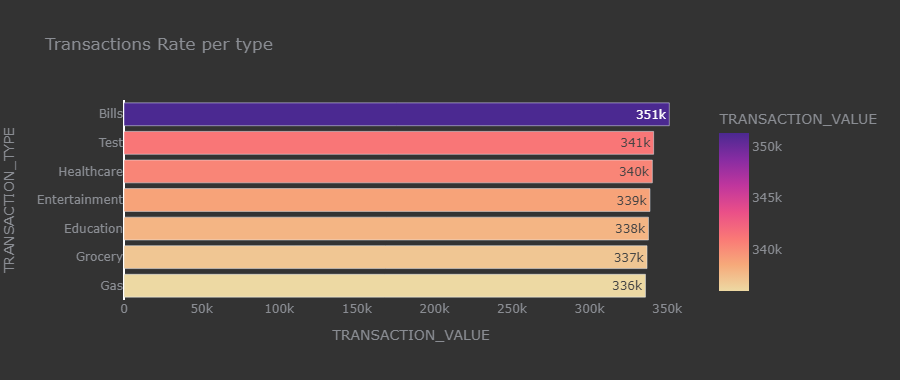 Transactions Rate per type
TRANSACTION_TYPE
Bills 351k
Test 341k
Healthcare 340k
Entertainment 339k
Education 338k
Grocery 337k
Gas 336k
0 50k 100k 150k 200k 250k 300k 350k
TRANSACTION_VALUE
TRANSACTION_VALUE
350k
345k
340k